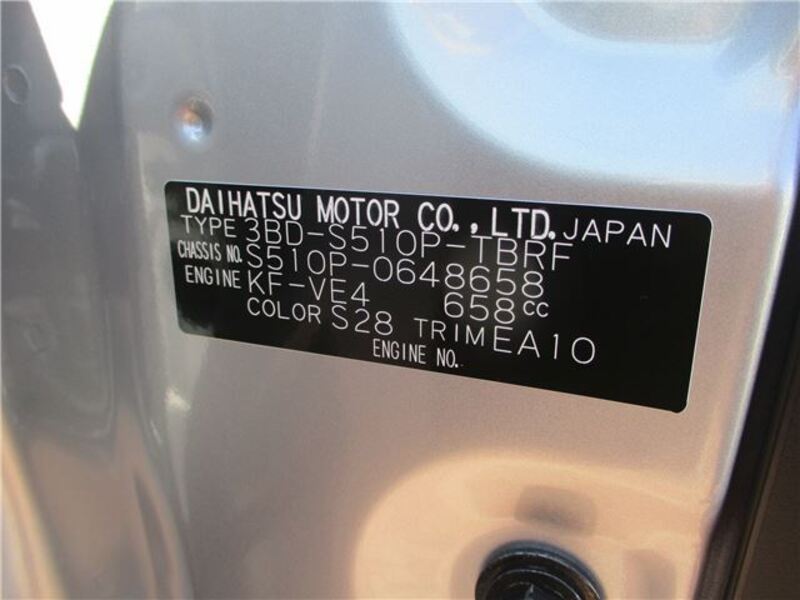 DAIHATSU MOTOR CO., LTD. JAPAN
TYPE 3BD-S510P-TBRF
CHASSIS NO. S510P-0648658
ENGINE KF-VE4 658cc
COLOR S28 TRIM EA10
ENGINE NO.